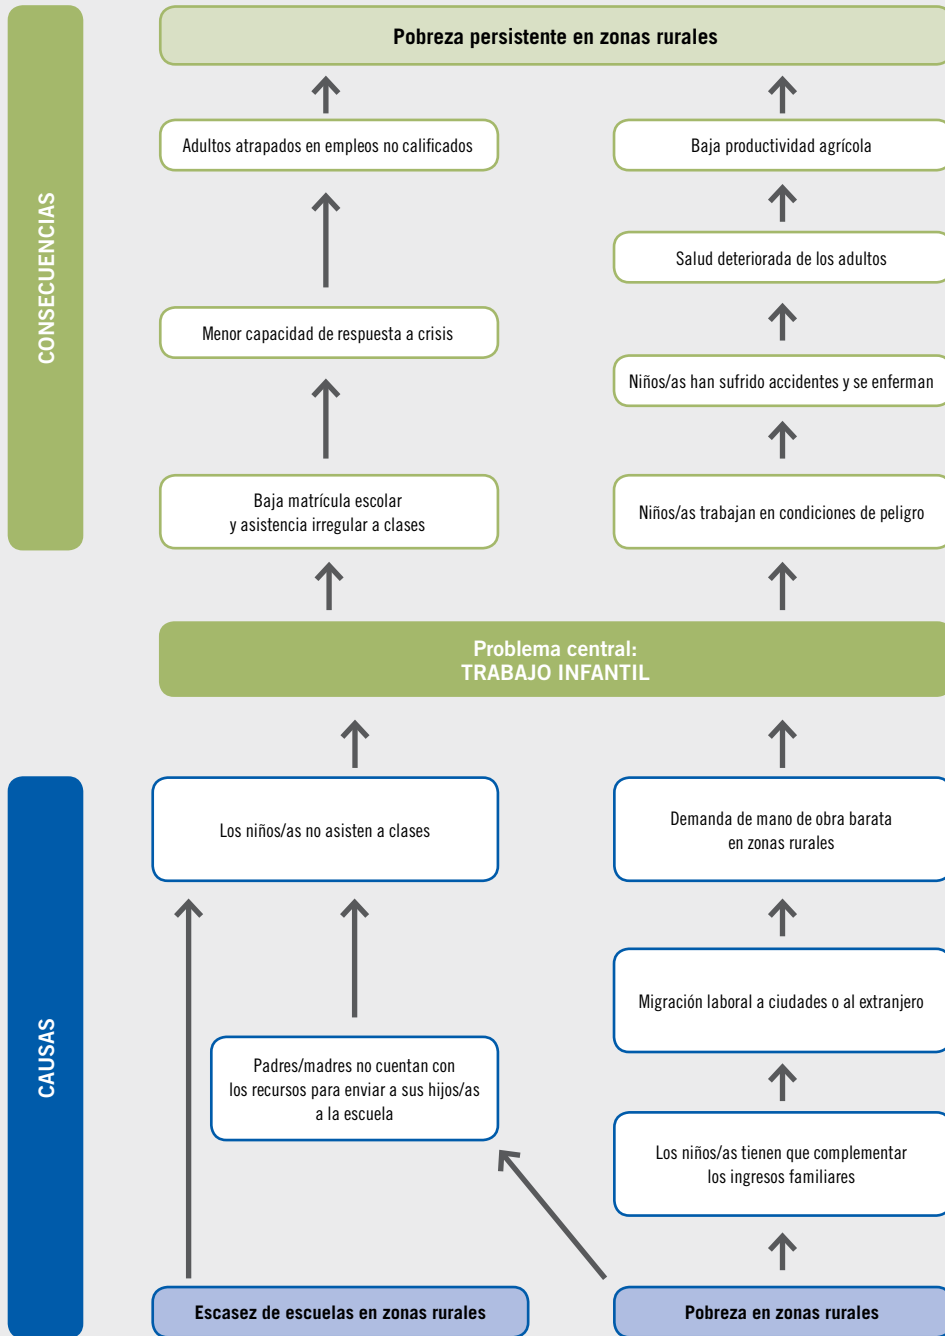 CONSECUENCIAS
Pobreza persistente en zonas rurales
Adultos atrapados en empleos no calificados
Baja productividad agrícola
Salud deteriorada de los adultos
Menor capacidad de respuesta a crisis
Niños/as han sufrido accidentes y se enferman
Baja matrícula escolar
y asistencia irregular a clases
Niños/as trabajan en condiciones de peligro
Problema central:
TRABAJO INFANTIL
CAUSAS
Los niños/as no asisten a clases
Demanda de mano de obra barata
en zonas rurales
Migración laboral a ciudades o al extranjero
Padres/madres no cuentan con
los recursos para enviar a sus hijos/as
a la escuela
Los niños/as tienen que complementar
los ingresos familiares
Escasez de escuelas en zonas rurales
Pobreza en zonas rurales